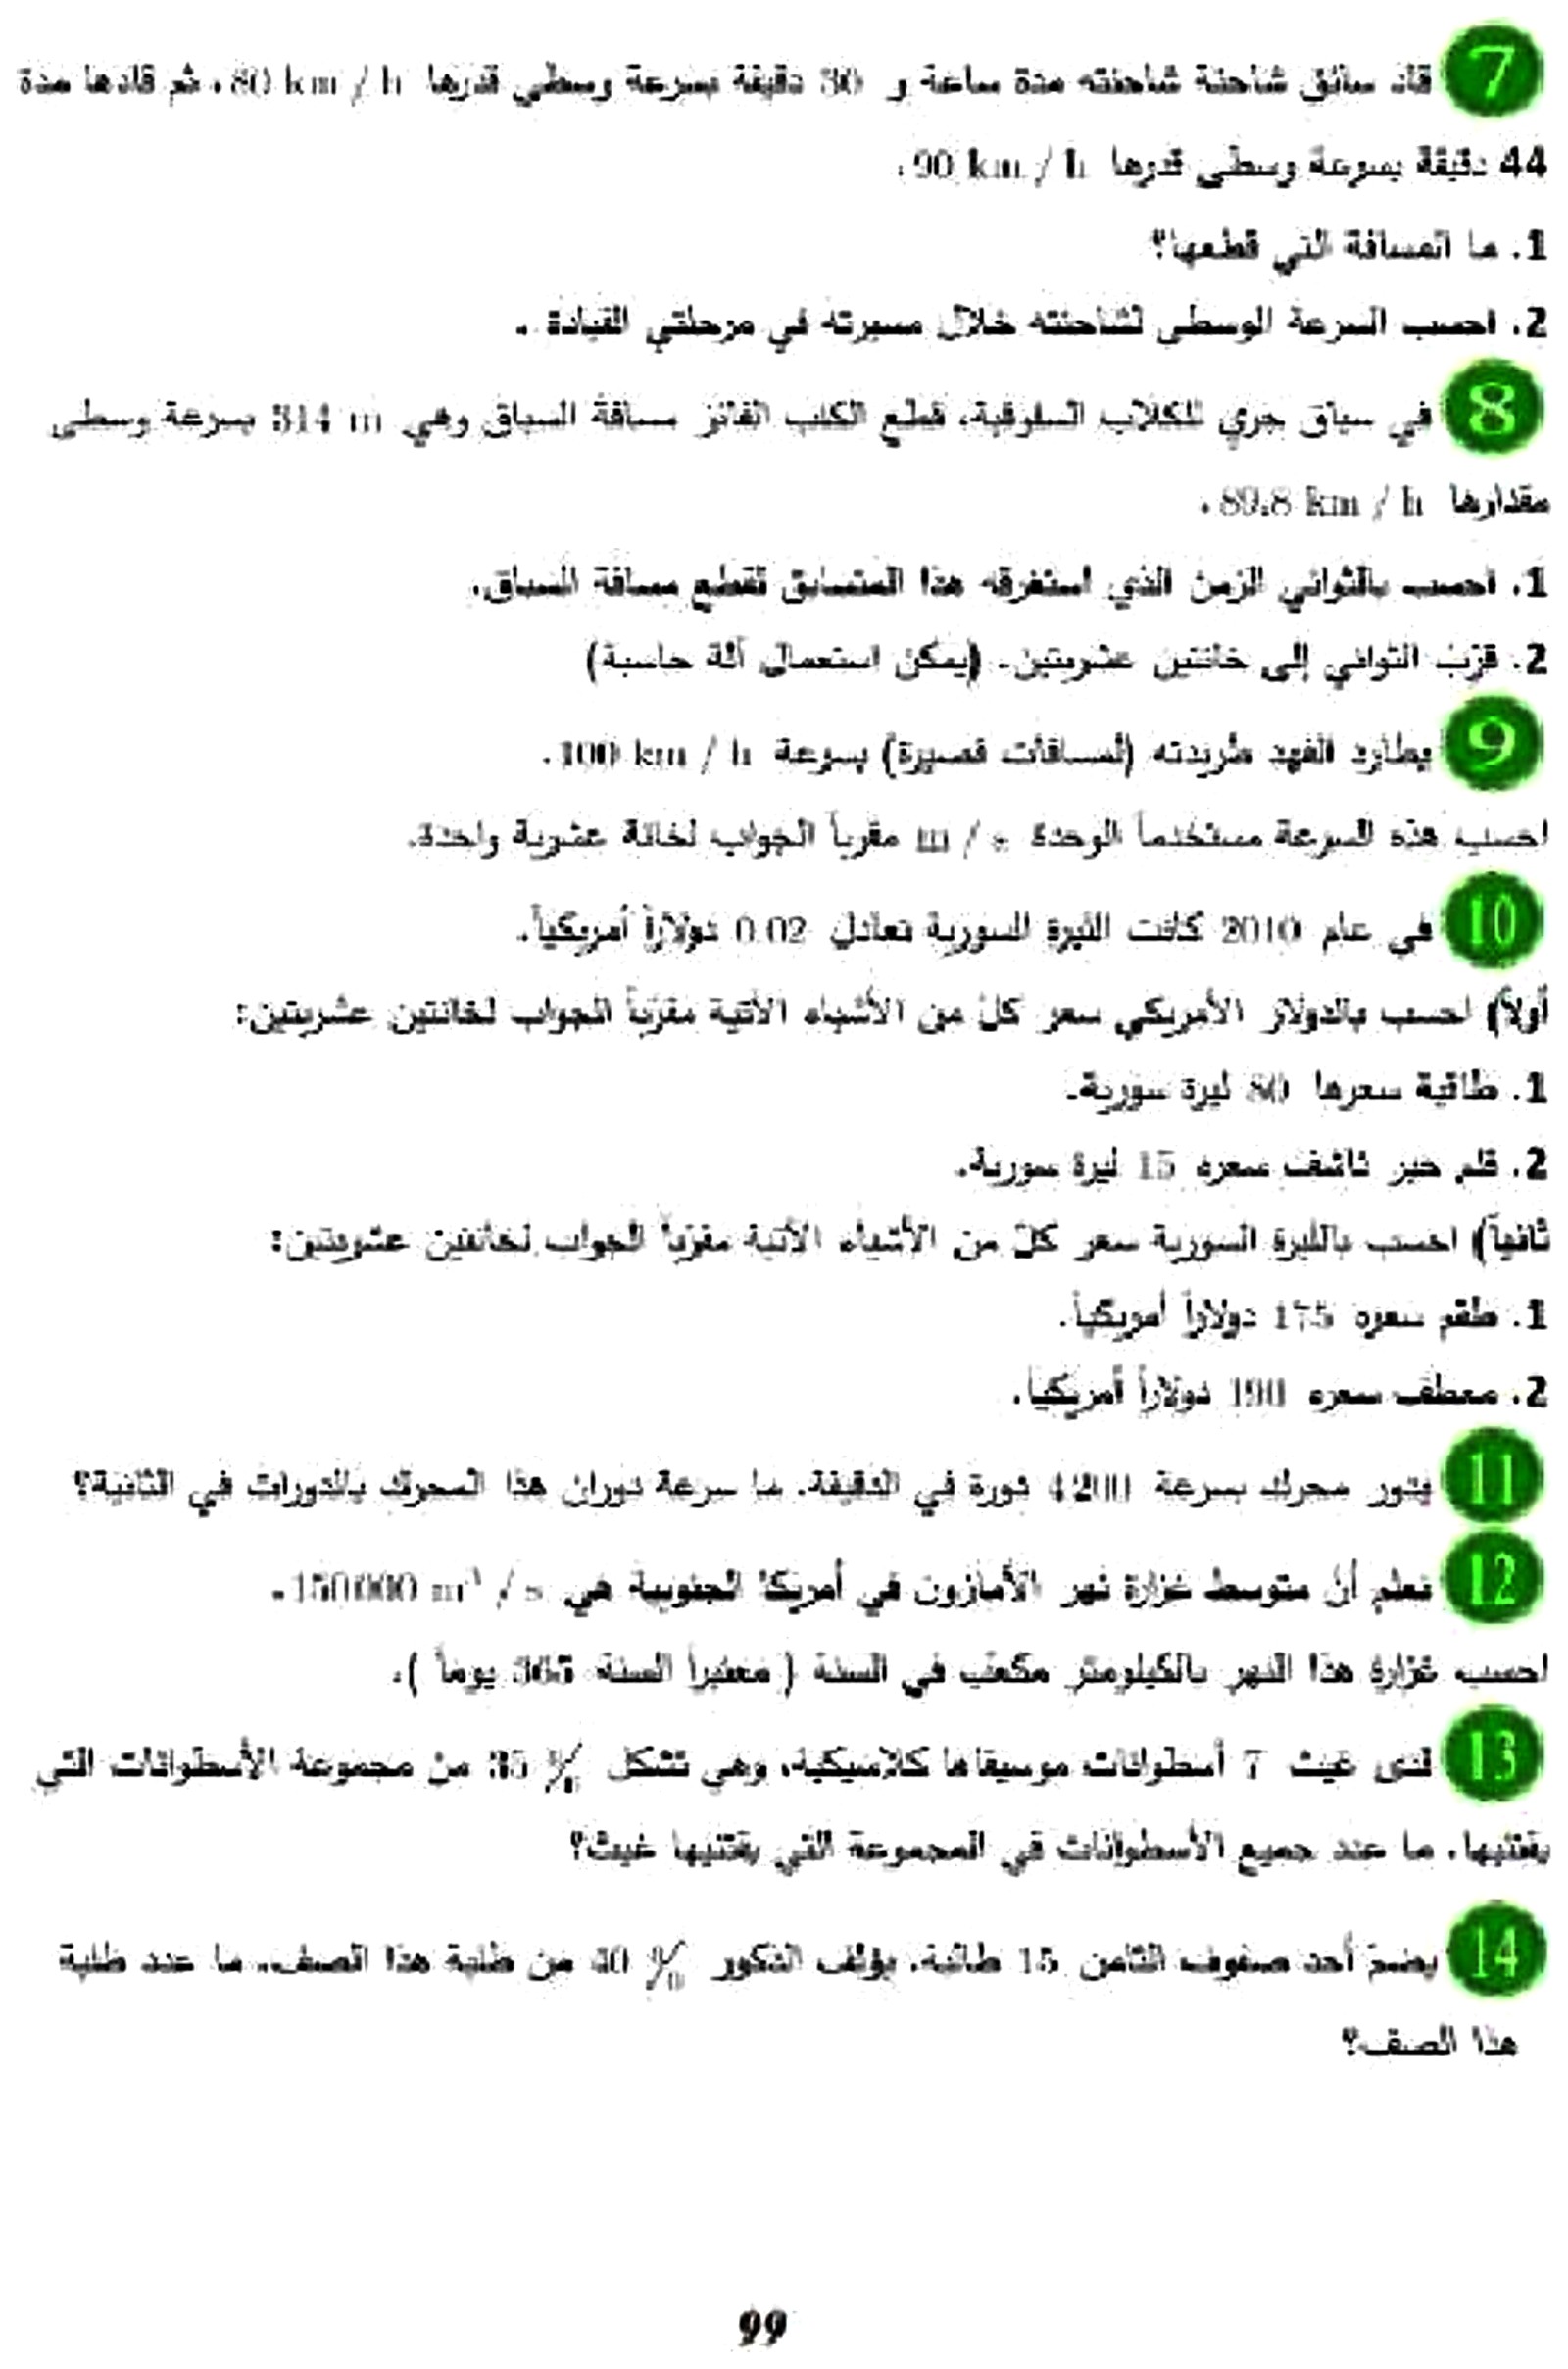 7 قاد سائق شاحنة شاحنته مدة ساعة و 30 دقيقة بسرعة وسطى قدرها 80 km / h ، ثم قادها مدة
44 دقيقة بسرعة وسطى قدرها 90 km / h .
1. ما المسافة التي قطعها؟
2. احسب السرعة الوسطى لشاحنته خلال مسيرته في مرحلتي القيادة .
8 في سباق جري للكلاب السلوقية، قطع الكلب الفائز مسافة السباق وهي 314 m بسرعة وسطى
مقدارها km / h .
1. احسب بالثواني الزمن الذي استغرقه هذا المتسابق لقطع مسافة السباق.
2. قرّب الثواني إلى خانتين عشريتين. (يمكن استعمال آلة حاسبة)
9 يطارد الفهد طريدته (لمسافات قصيرة) بسرعة 100 km / h .
احسب هذه السرعة مستخدماً الوحدة m / s مقرباً الجواب لخانة عشرية واحدة.
10 في عام 2010 كانت الليرة السورية تعادل 0.02 دولاراً أمريكياً.
أولاً) احسب بالدولار الأمريكي سعر كل من الأشياء الآتية مقرّباً الجواب لخانتين عشريتين:
1. طاقية سعرها 80 ليرة سورية.
2. قلم حبر ناشف سعره 15 ليرة سورية.
ثانياً) احسب بالليرة السورية سعر كلّ من الأشياء الآتية مقرّباً الجواب لخانتين عشريتين:
1. طقم سعره 175 دولاراً أمريكياً.
2. معطف سعره 190 دولاراً أمريكياً.
11 يدور محرك بسرعة 4200 دورة في الدقيقة. ما سرعة دوران هذا المحرك بالدورات في الثانية؟
12 نعلم أن متوسط غزارة نهر الأمازون في أمريكا الجنوبية هي 150000 m³ / s .
احسب غزارة هذا النهر بالكيلومتر مكعّب في السنة ( معتبراً السنة 365 يوماً ).
13 لدى غيث 7 أسطوانات موسيقاها كلاسيكية، وهي تشكل 35 % من مجموعة الأسطوانات التي
يقتنيها. ما عدد جميع الأسطوانات في المجموعة التي يقتنيها غيث؟
14 يضمّ أحد صفوف الثامن 15 طالبة. يؤلف الذكور 40 % من طلبة هذا الصف. ما عدد طلبة
هذا الصف؟
99